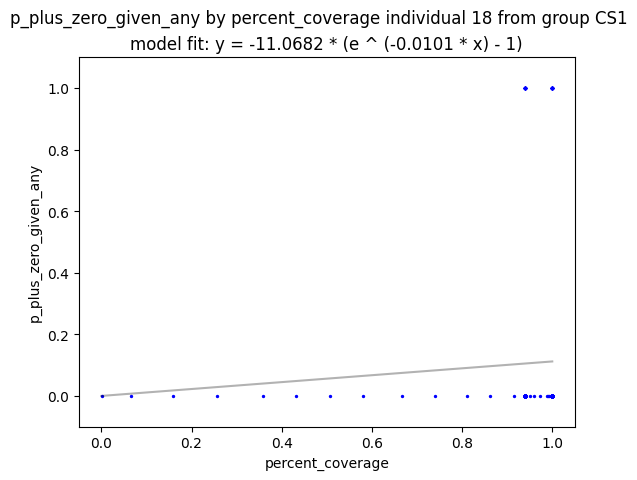 p_plus_zero_given_any by percent_coverage individual 18 from group CS1
model fit: y = -11.0682 * (e ^ (-0.0101 * x) - 1)
1.0
0.8
0.6
0.4
0.2
0.0
p_plus_zero_given_any
0.0 0.2 0.4 0.6 0.8 1.0
percent_coverage